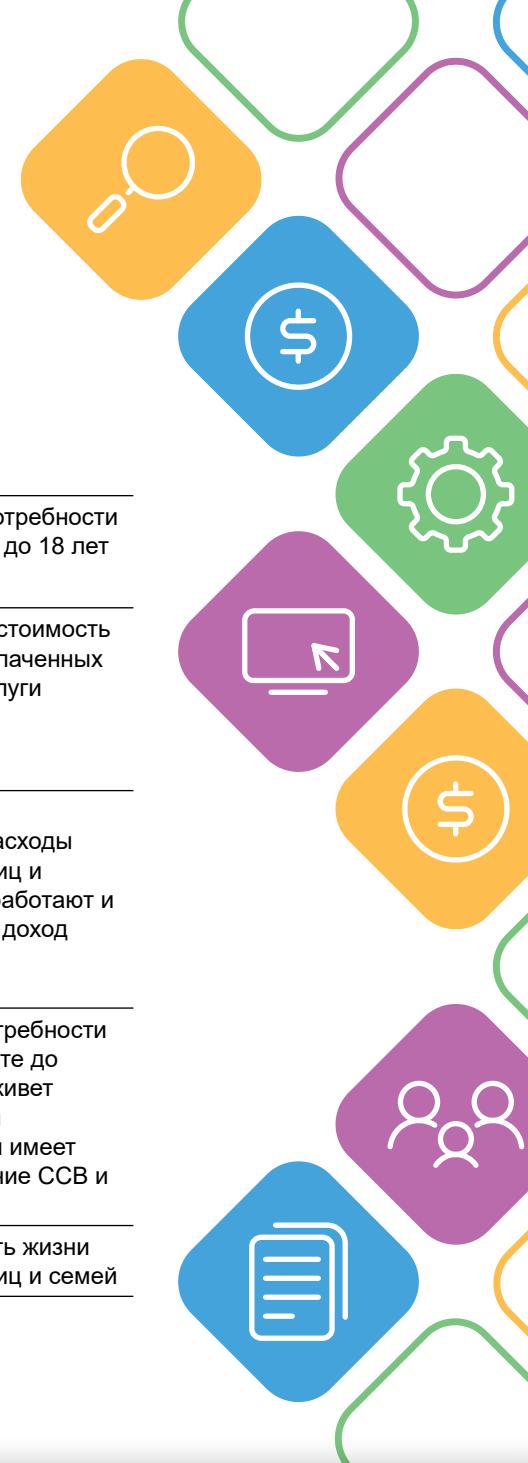 отребности
до 18 лет
стоимость
лаченных
луги
асходы
иц и
работают и
доход
требности
те до
живет
и имеет
ние ССВ и
ть жизни
иц и семей